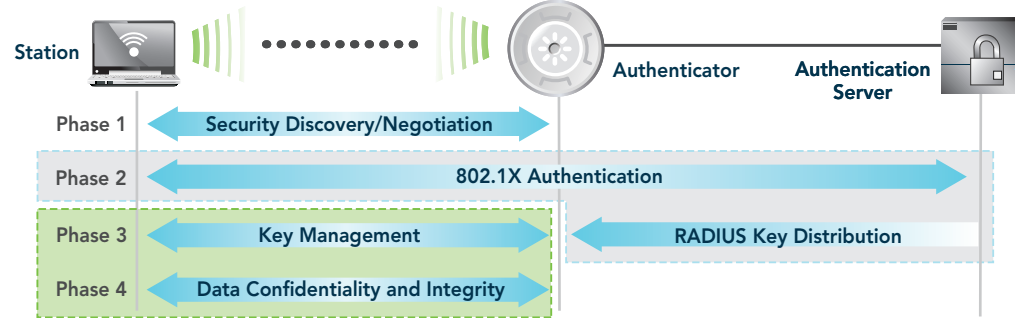 Station
Authenticator
Authentication
Server
Phase 1
Security Discovery/Negotiation
Phase 2
802.1X Authentication
Phase 3
Key Management
RADIUS Key Distribution
Phase 4
Data Confidentiality and Integrity